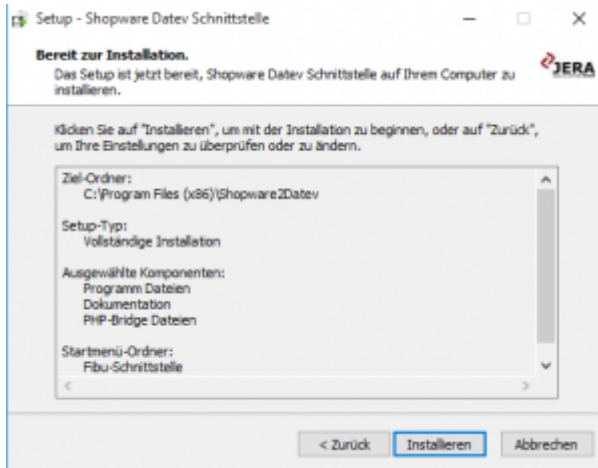 Setup - Shopware Datev Schnittstelle
Bereit zur Installation.
Das Setup ist jetzt bereit, Shopware Datev Schnittstelle auf Ihrem Computer zu
installieren.
JERA
Klicken Sie auf "Installieren", um mit der Installation zu beginnen, oder auf "Zurück",
um Ihre Einstellungen zu überprüfen oder zu ändern.
Ziel-Ordner:
C:\Program Files (x86)\Shopware2Datev
Setup-Typ:
Vollständige Installation
Ausgewählte Komponenten:
Programm Dateien
Dokumentation
PHP-Bridge Dateien
Startmenü-Ordner:
Fibu-Schnittstelle
< Zurück
Installieren
Abbrechen